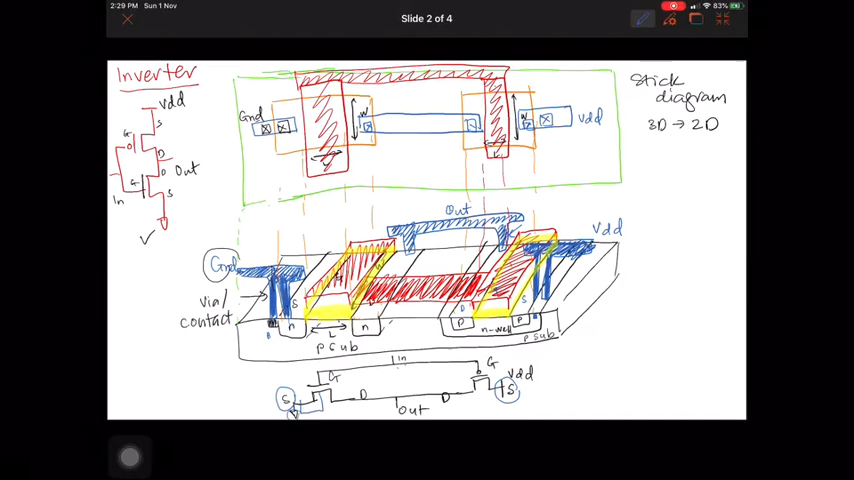 2:29 PM Sun 1 Nov
83%
Slide 2 of 4
Inverter
Vdd
S
G
D
Out
D
G
S
In
Gnd
W
L
W
L
Vdd
Stick
diagram
3D → 2D
Out
Vdd
Gnd
via/
contact
S
D
S
B
n
L
n
P
n-well
P
P sub
P sub
In
G
G
Vdd
S
D
D
S
Out